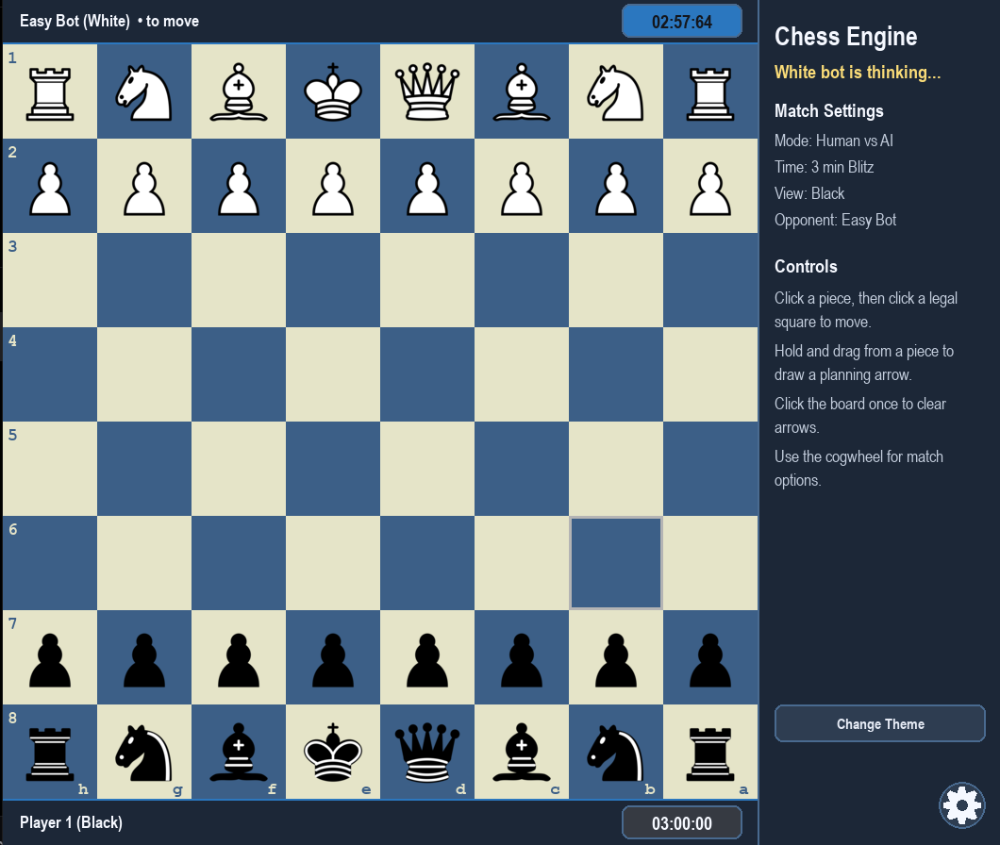 Easy Bot (White) • to move
02:57:64
1
2
3
4
5
6
7
8
h g f e d c b a
Player 1 (Black)
03:00:00
Chess Engine
White bot is thinking...
Match Settings
Mode: Human vs AI
Time: 3 min Blitz
View: Black
Opponent: Easy Bot
Controls
Click a piece, then click a legal
square to move.
Hold and drag from a piece to
draw a planning arrow.
Click the board once to clear
arrows.
Use the cogwheel for match
options.
Change Theme